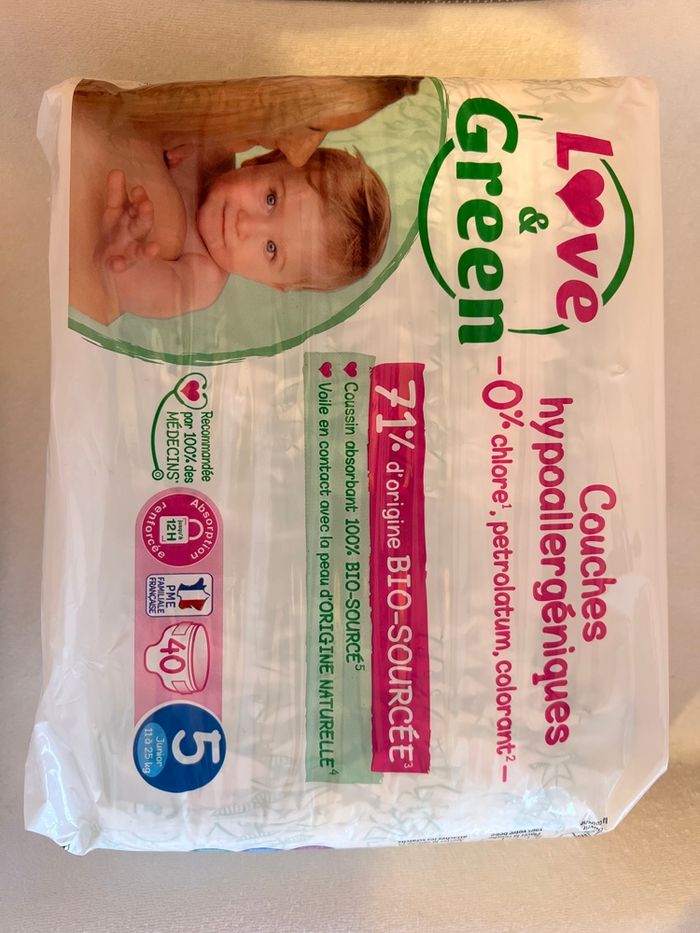 Love
&
Green
Couches
hypoallergéniques
- 0% chlore¹, petrolatum, colorant² -
71% d'origine BIO-SOURCÉE³
♥ Coussin absorbant 100% BIO-SOURCÉ⁵
♥ Voile en contact avec la peau d'ORIGINE NATURELLE⁴
Recommandée
par 100% des
MÉDECINS*
Absorption
Jusqu'à
12H
renforcée
PME
FAMILIALE
FRANÇAISE
40
5
Junior
11 à 25 kg